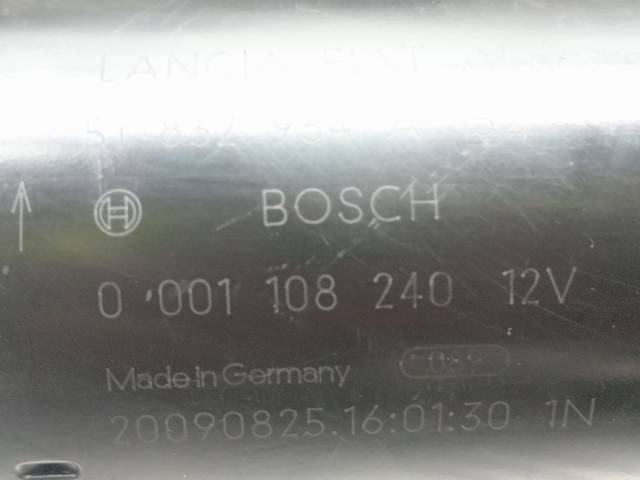 LANCIA FIAT
BOSCH
0 001 108 240 12V
Made in Germany
20090825.16:01:30 1N